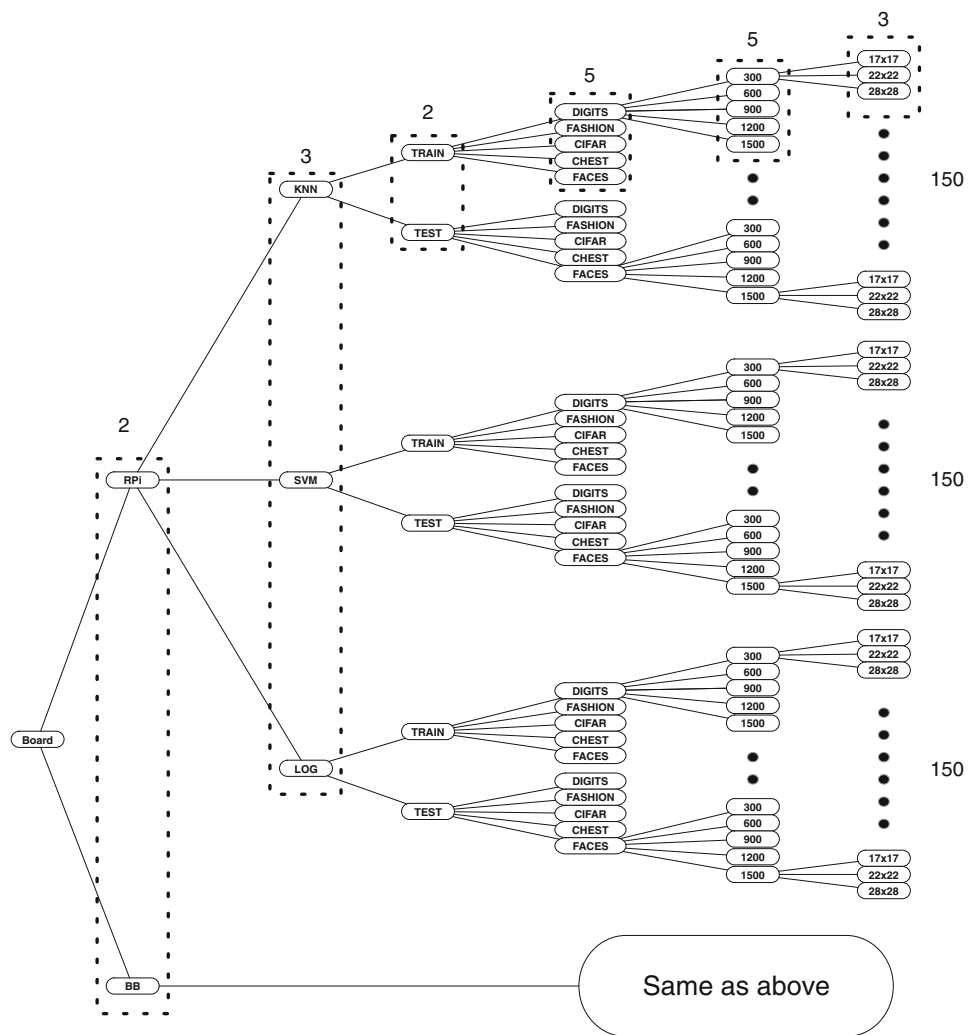 3
5
5
2
3
2
17x17
22x22
28x28
300
600
900
1200
1500
DIGITS
FASHION
CIFAR
CHEST
FACES
TRAIN
KNN
150
TEST
DIGITS
FASHION
CIFAR
CHEST
FACES
300
600
900
1200
1500
17x17
22x22
28x28
17x17
22x22
28x28
300
600
900
1200
1500
DIGITS
FASHION
CIFAR
CHEST
FACES
TRAIN
RPi
SVM
150
TEST
DIGITS
FASHION
CIFAR
CHEST
FACES
300
600
900
1200
1500
17x17
22x22
28x28
17x17
22x22
28x28
300
600
900
1200
1500
DIGITS
FASHION
CIFAR
CHEST
FACES
TRAIN
Board
LOG
150
TEST
DIGITS
FASHION
CIFAR
CHEST
FACES
300
600
900
1200
1500
17x17
22x22
28x28
BB
Same as above